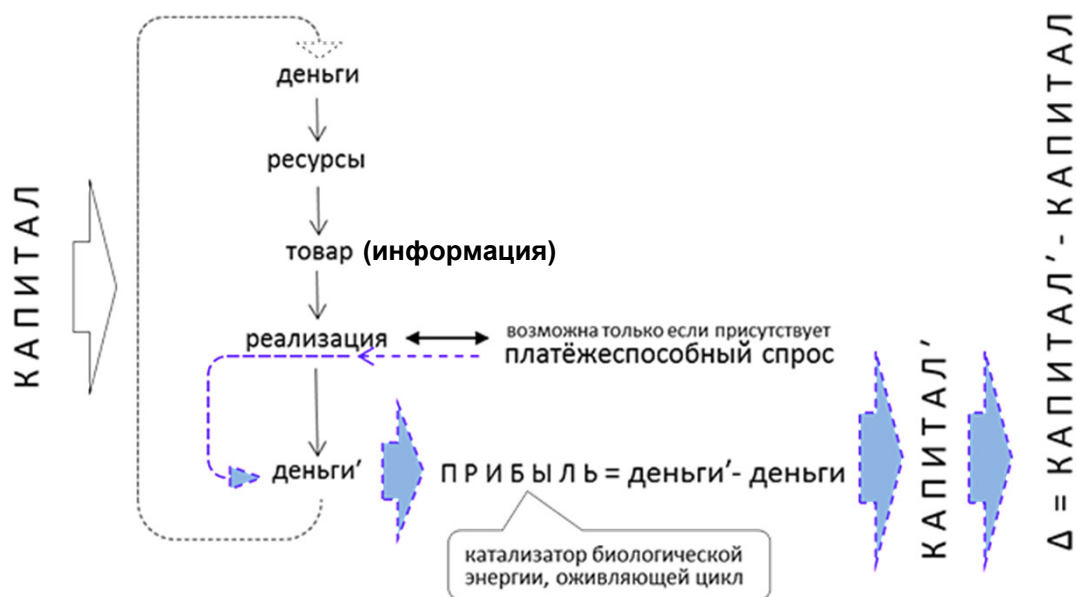 КАПИТАЛ
деньги
ресурсы
товар (информация)
реализация
возможна только если присутствует
платёжеспособный спрос
деньги′
ПРИБЫЛЬ = деньги′- деньги
катализатор биологической
энергии, оживляющей цикл
КАПИТАЛ′
Δ = КАПИТАЛ′- КАПИТАЛ